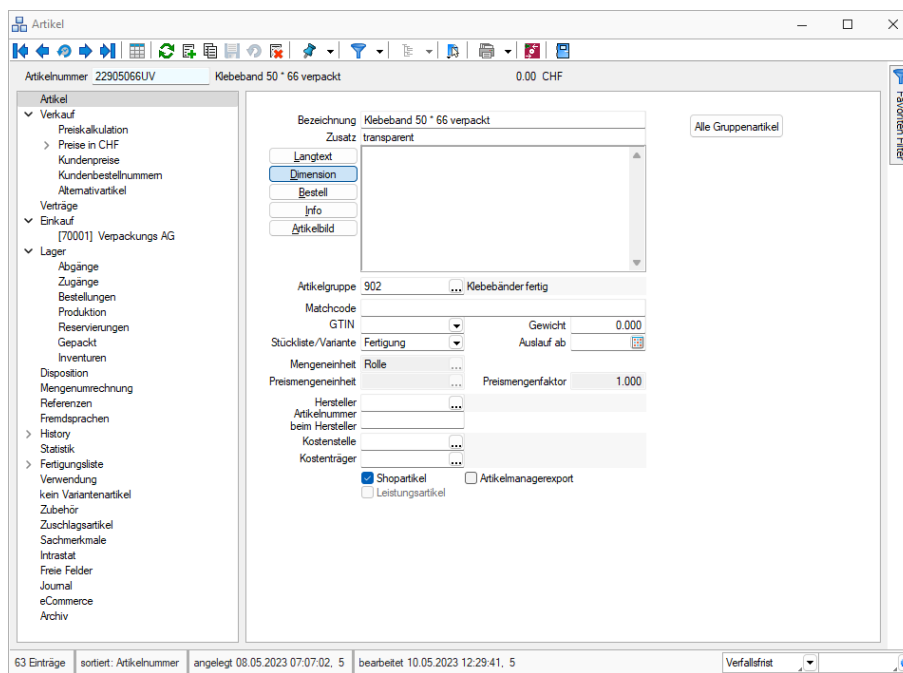 Artikel
Artikelnummer 22905066UV Klebeband 50 * 66 verpackt 0.00 CHF
Favoriten Filter
Artikel
Verkauf
Preiskalkulation
Preise in CHF
Kundenpreise
Kundenbestellnummern
Alternativartikel
Verträge
Einkauf
[70001] Verpackungs AG
Lager
Abgänge
Zugänge
Bestellungen
Produktion
Reservierungen
Gepackt
Inventuren
Disposition
Mengenumrechnung
Referenzen
Fremdsprachen
History
Statistik
Fertigungsliste
Verwendung
kein Variantenartikel
Zubehör
Zuschlagsartikel
Sachmerkmale
Intrastat
Freie Felder
Journal
eCommerce
Archiv
Bezeichnung Klebeband 50 * 66 verpackt
Alle Gruppenartikel
Zusatz transparent
Langtext
Dimension
Bestell
Info
Artikelbild
Artikelgruppe 902 ... Klebebänder fertig
Matchcode
GTIN Gewicht 0.000
Stückliste/Variante Fertigung Auslauf ab
Mengeneinheit Rolle ...
Preismengeneinheit ... Preismengenfaktor 1.000
Hersteller ...
Artikelnummer
beim Hersteller
Kostenstelle ...
Kostenträger ...
Shopartikel Artikelmanagerexport
Leistungsartikel
63 Einträge sortiert: Artikelnummer angelegt 08.05.2023 07:07:02, 5 bearbeitet 10.05.2023 12:29:41, 5 Verfallsfrist